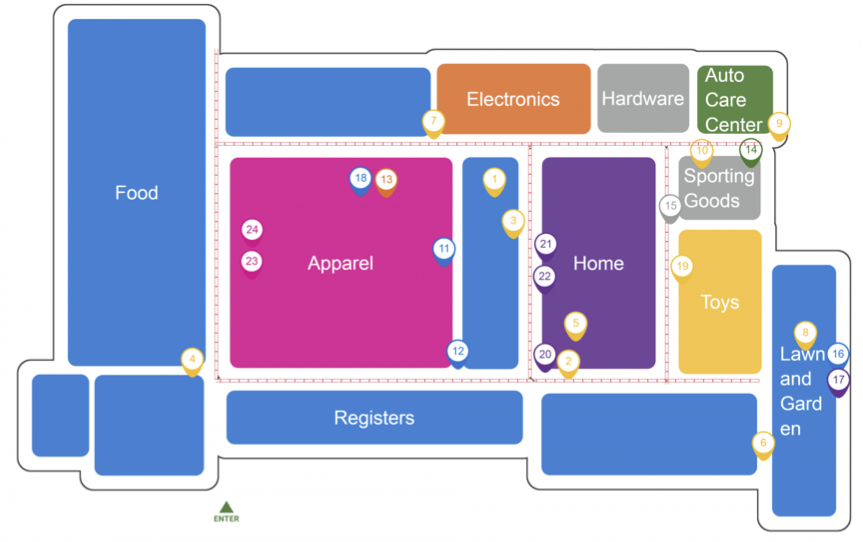 Electronics
Hardware
Auto
Care
Center
7
9
10
14
Food
18
13
1
Sporting
Goods
15
3
24
23
Apparel
11
21
22
Home
19
Toys
5
8
4
12
20
2
Lawn
and
Gard
en
16
17
Registers
6
ENTER